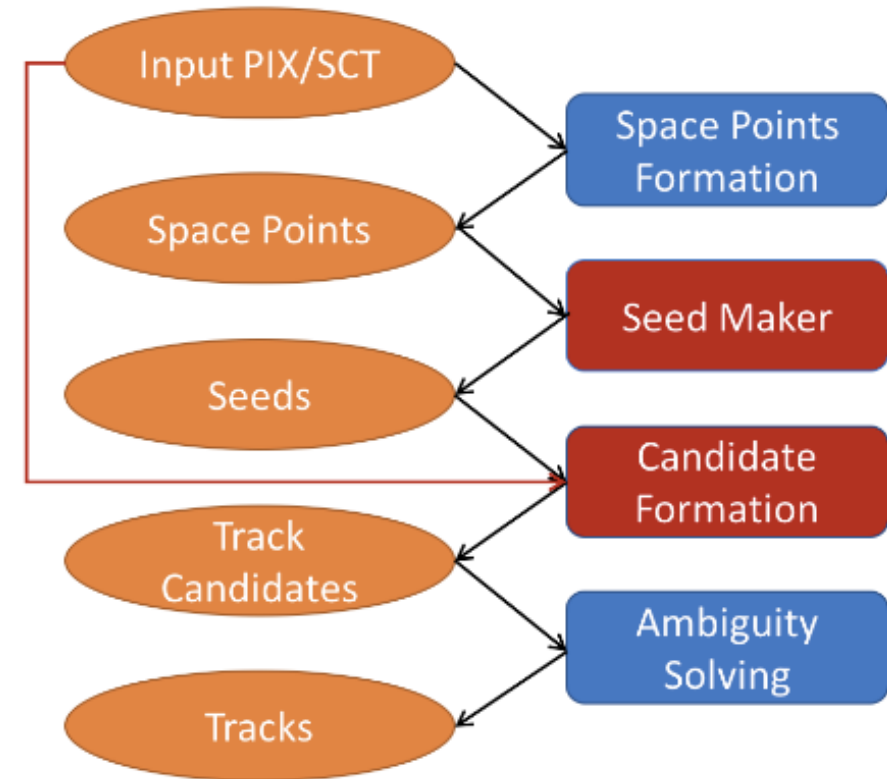 Input PIX/SCT
Space Points
Formation
Space Points
Seed Maker
Seeds
Candidate
Formation
Track
Candidates
Ambiguity
Solving
Tracks